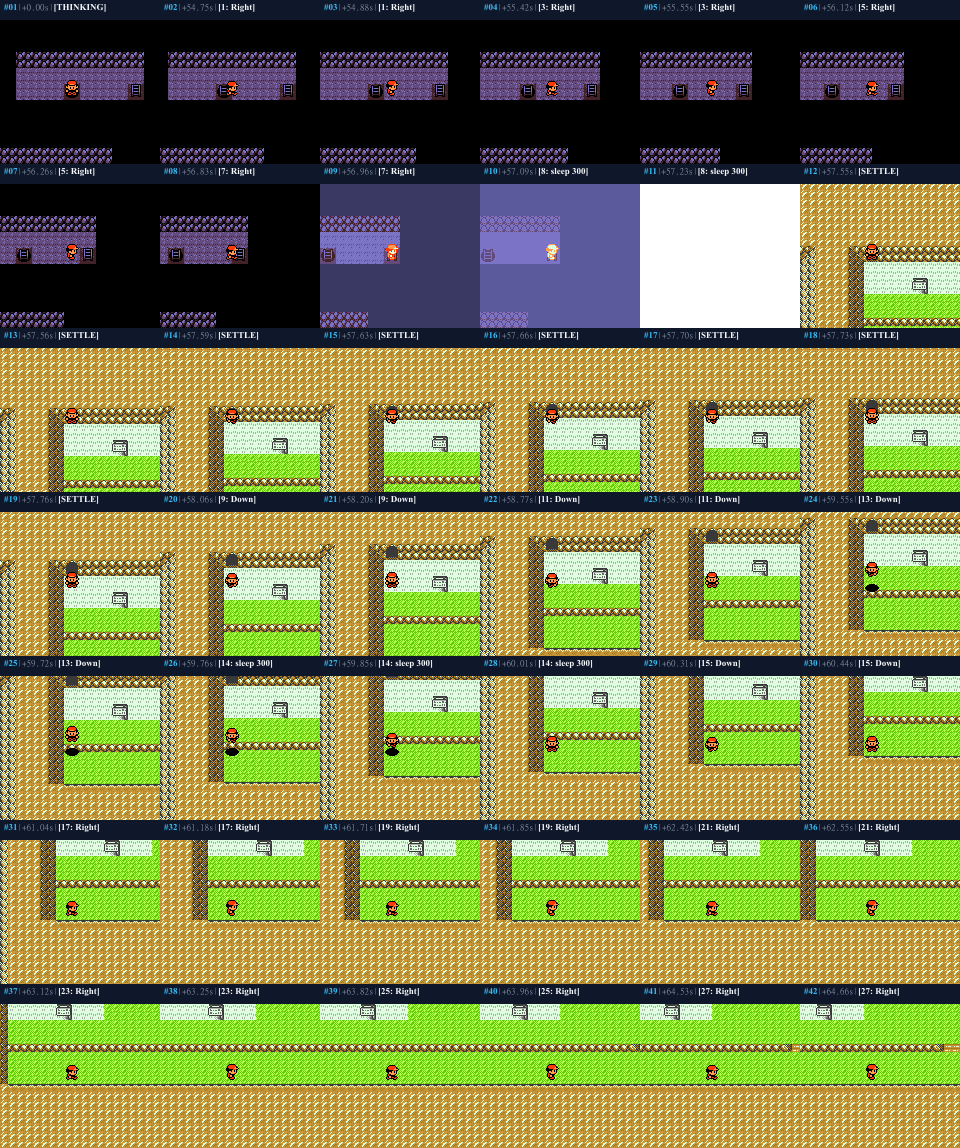 #01|+0.00s|[THINKING] #02|+54.75s|[1: Right] #03|+54.88s|[1: Right] #04|+55.42s|[3: Right] #05|+55.55s|[3: Right] #06|+56.12s|[5: Right]
#07|+56.26s|[5: Right] #08|+56.83s|[7: Right] #09|+56.96s|[7: Right] #10|+57.09s|[8: sleep 300] #11|+57.23s|[8: sleep 300] #12|+57.53s|[SETTLE]
#13|+57.56s|[SETTLE] #14|+57.59s|[SETTLE] #15|+57.63s|[SETTLE] #16|+57.66s|[SETTLE] #17|+57.70s|[SETTLE] #18|+57.73s|[SETTLE]
#19|+57.76s|[SETTLE] #20|+58.06s|[9: Down] #21|+58.20s|[9: Down] #22|+58.77s|[11: Down] #23|+58.90s|[11: Down] #24|+59.55s|[13: Down]
#25|+59.72s|[13: Down] #26|+59.76s|[14: sleep 300] #27|+59.85s|[14: sleep 300] #28|+60.01s|[14: sleep 300] #29|+60.31s|[15: Down] #30|+60.44s|[15: Down]
#31|+61.04s|[17: Right] #32|+61.18s|[17: Right] #33|+61.71s|[19: Right] #34|+61.85s|[19: Right] #35|+62.42s|[21: Right] #36|+62.55s|[21: Right]
#37|+63.12s|[23: Right] #38|+63.25s|[23: Right] #39|+63.82s|[25: Right] #40|+63.96s|[25: Right] #41|+64.53s|[27: Right] #42|+64.66s|[27: Right]